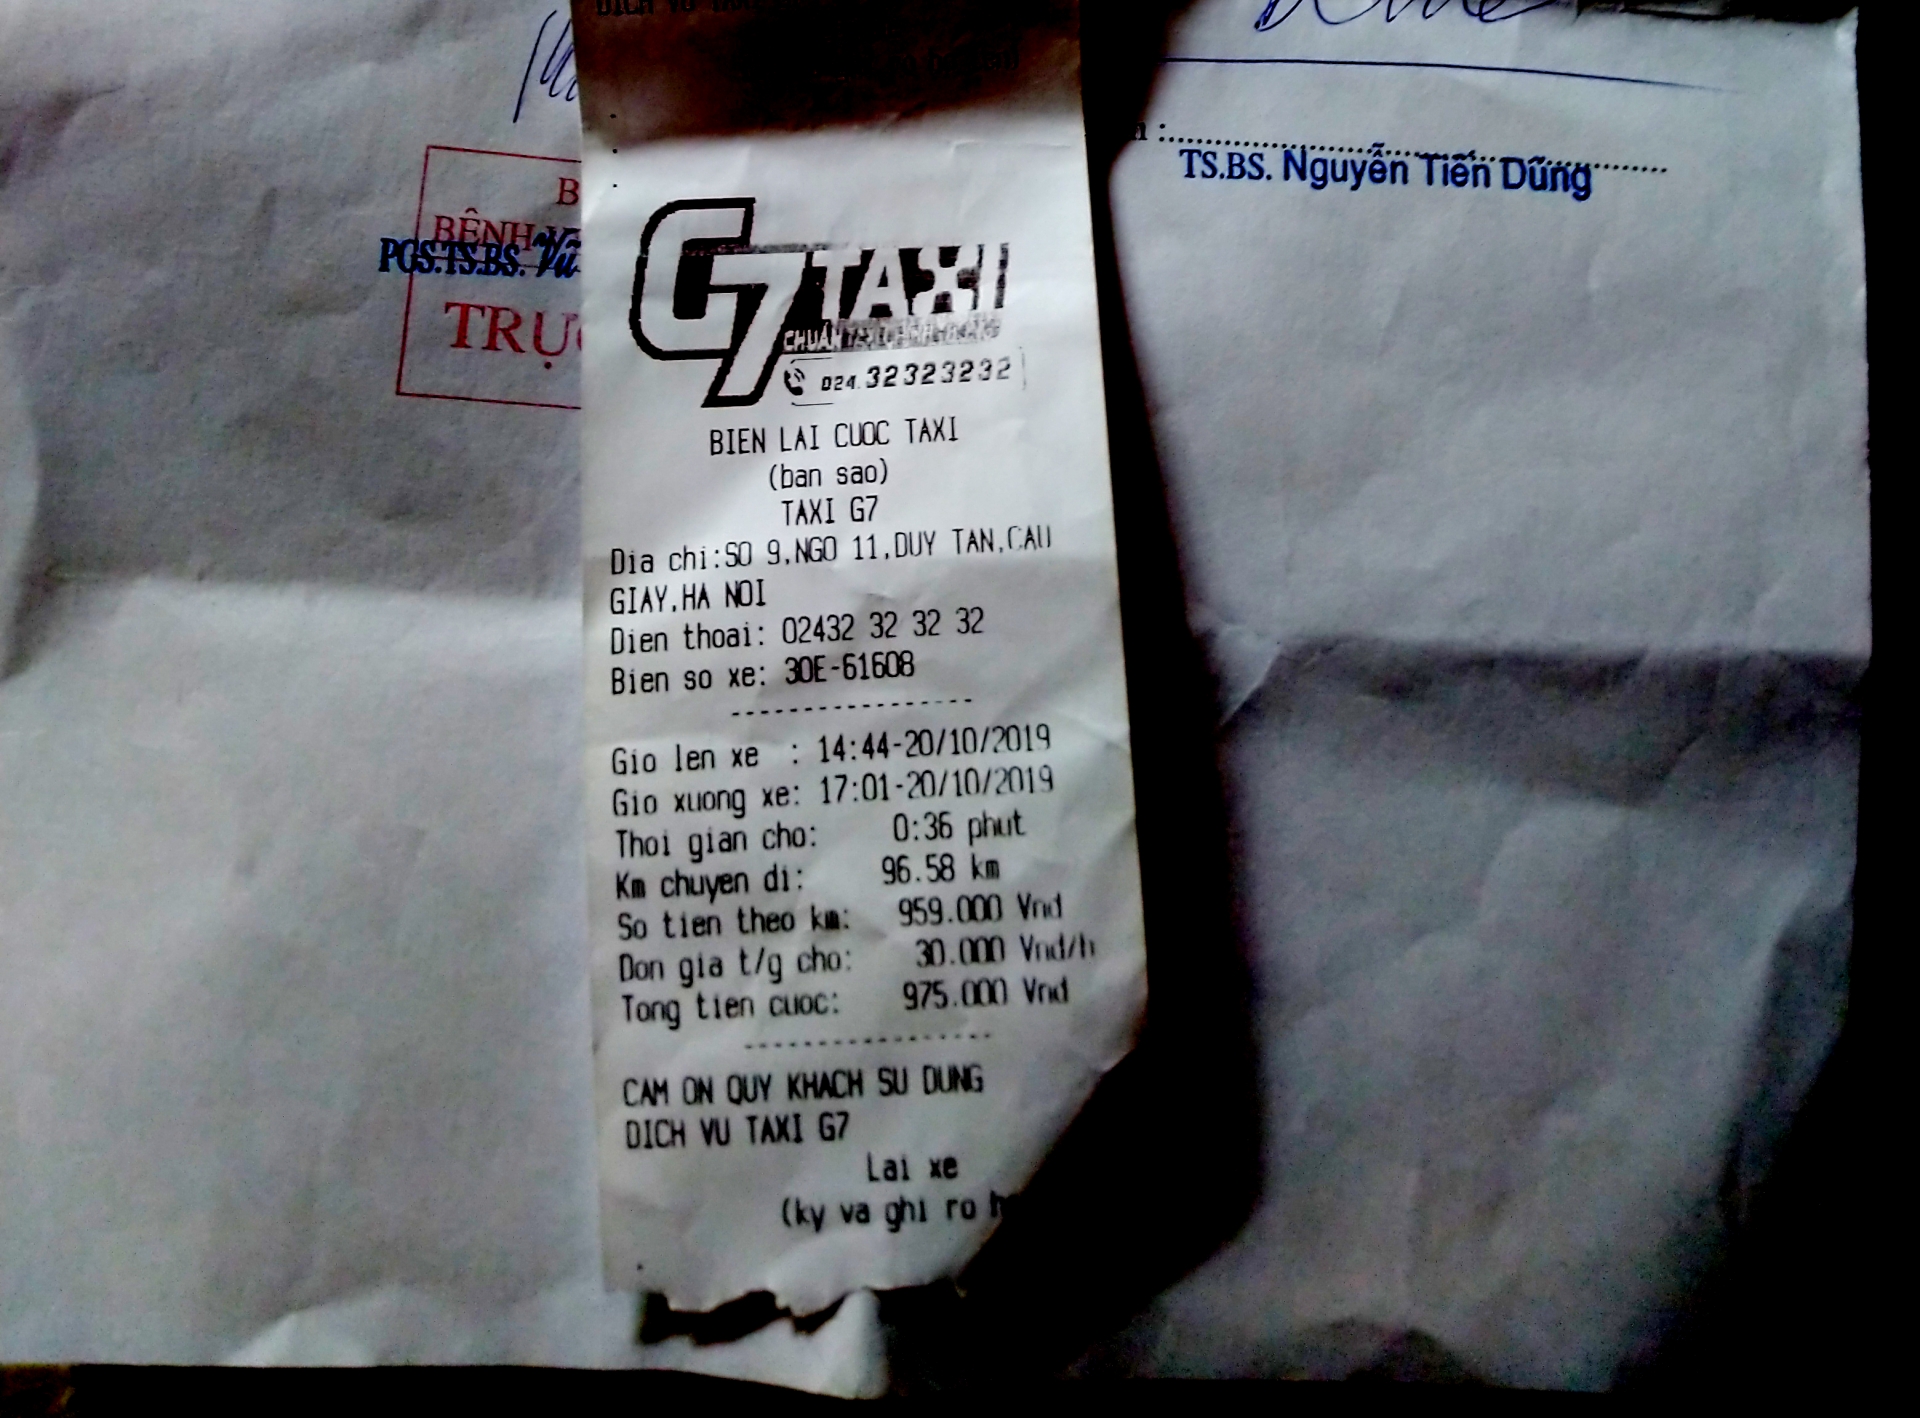 DICH VU
:
TS.BS. Nguyễn Tiến Dũng
B
BỆNH
PGS.TS.BS. Vũ
TRỰC
G7 TAXI
CHUẨN
024.32323232
BIEN LAI CUOC TAXI
(ban sao)
TAXI G7
Dia chi:SO 9,NGO 11,DUY TAN,CAU
GIAY,HA NOI
Dien thoai: 02432 32 32 32
Bien so xe: 30E-61608
-----------------
Gio len xe : 14:44-20/10/2019
Gio xuong xe: 17:01-20/10/2019
Thoi gian cho: 0:36 phut
Km chuyen di: 96.58 km
So tien theo km: 959.000 Vnd
Don gia t/g cho: 30.000 Vnd/h
Tong tien cuoc: 975.000 Vnd
-----------------
CAM ON QUY KHACH SU DUNG
DICH VU TAXI G7
Lai xe
(ky va ghi ro h